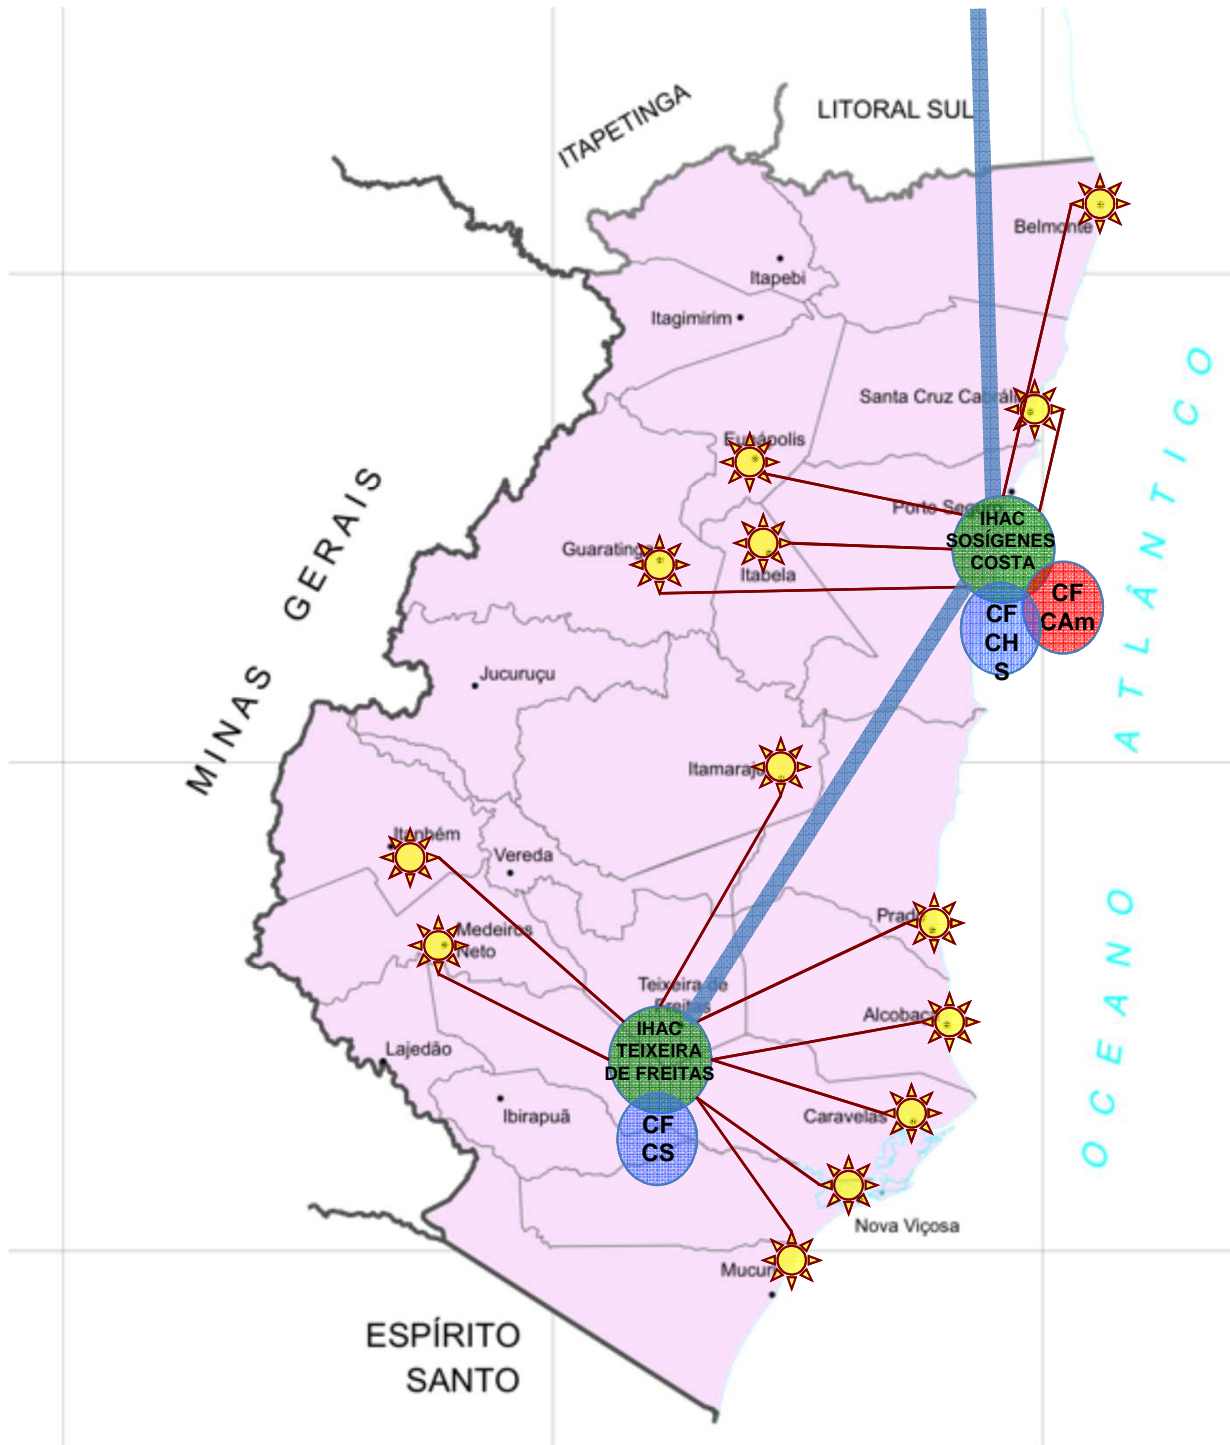 ITAPETINGA
LITORAL SUL
Belmonte
Itapebi
Itagimirim
Santa Cruz Cabráli
Eunápolis
Porto Seguro
Guaratinga
Itabela
IHAC
SOSÍGENES
COSTA
CF
CAm
CF
CH
S
MINAS GERAIS
OCEANO ATLÂNTICO
Jucuruçu
Itamaraju
Itanhém
Vereda
Medeiros
Neto
Prado
Teixeira de
Freitas
Alcobaça
IHAC
TEIXEIRA
DE FREITAS
Lajedão
Ibirapuã
CF
CS
Caravelas
Nova Viçosa
Mucuri
ESPÍRITO
SANTO